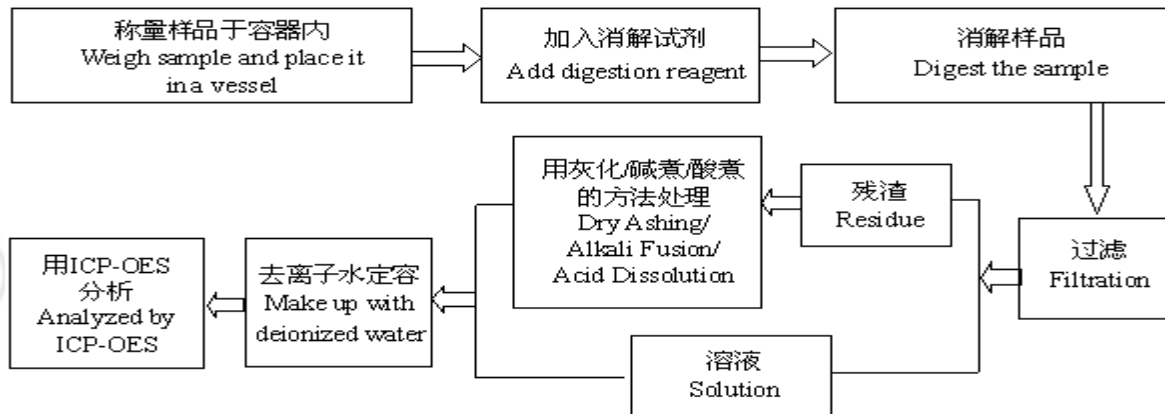 称量样品于容器内
Weigh sample and place it
in a vessel
加入消解试剂
Add digestion reagent
消解样品
Digest the sample
过滤
Filtration
残渣
Residue
用灰化/碱煮/酸煮
的方法处理
Dry Ashing/
Alkali Fusion/
Acid Dissolution
溶液
Solution
去离子水定容
Make up with
deionized water
用ICP-OES
分析
Analyzed by
ICP-OES